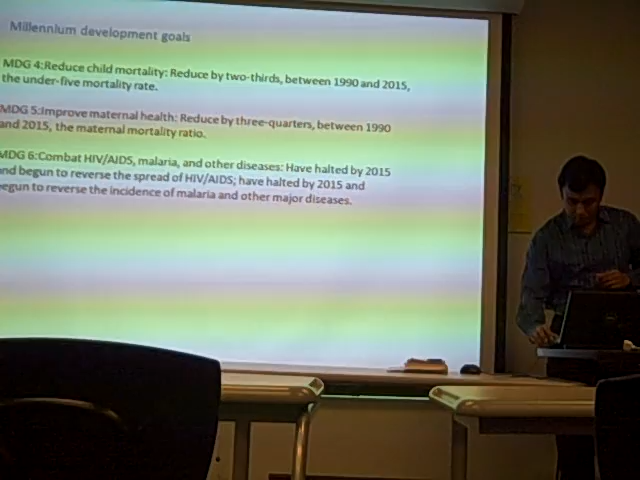 Millennium development goals
MDG 4:Reduce child mortality: Reduce by two-thirds, between 1990 and 2015,
the under-five mortality rate.
MDG 5:Improve maternal health: Reduce by three-quarters, between 1990
and 2015, the maternal mortality ratio.
MDG 6:Combat HIV/AIDS, malaria, and other diseases: Have halted by 2015
and begun to reverse the spread of HIV/AIDS; have halted by 2015 and
begun to reverse the incidence of malaria and other major diseases.